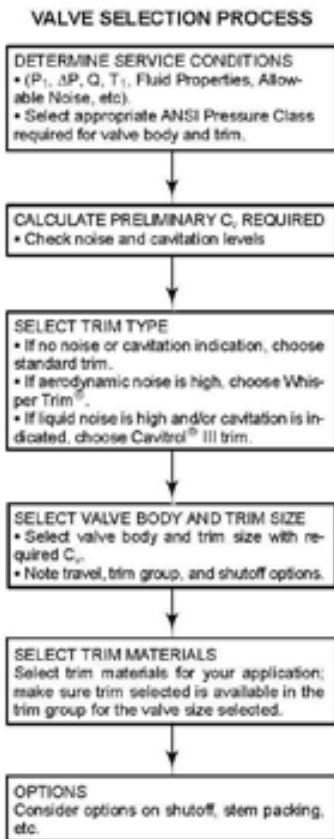 VALVE SELECTION PROCESS
DETERMINE SERVICE CONDITIONS
• (P₁, ΔP, Q, T₁, Fluid Properties, Allow-
able Noise, etc).
• Select appropriate ANSI Pressure Class
required for valve body and trim.
CALCULATE PRELIMINARY Cᵥ REQUIRED
• Check noise and cavitation levels
SELECT TRIM TYPE
• If no noise or cavitation indication, choose
standard trim.
• If aerodynamic noise is high, choose Whis-
per Trim®.
• If liquid noise is high and/or cavitation is in-
dicated, choose Cavitrol® III trim.
SELECT VALVE BODY AND TRIM SIZE
• Select valve body and trim size with re-
quired Cᵥ.
• Note travel, trim group, and shutoff options.
SELECT TRIM MATERIALS
Select trim materials for your application;
make sure trim selected is available in the
trim group for the valve size selected.
OPTIONS
Consider options on shutoff, stem packing,
etc.